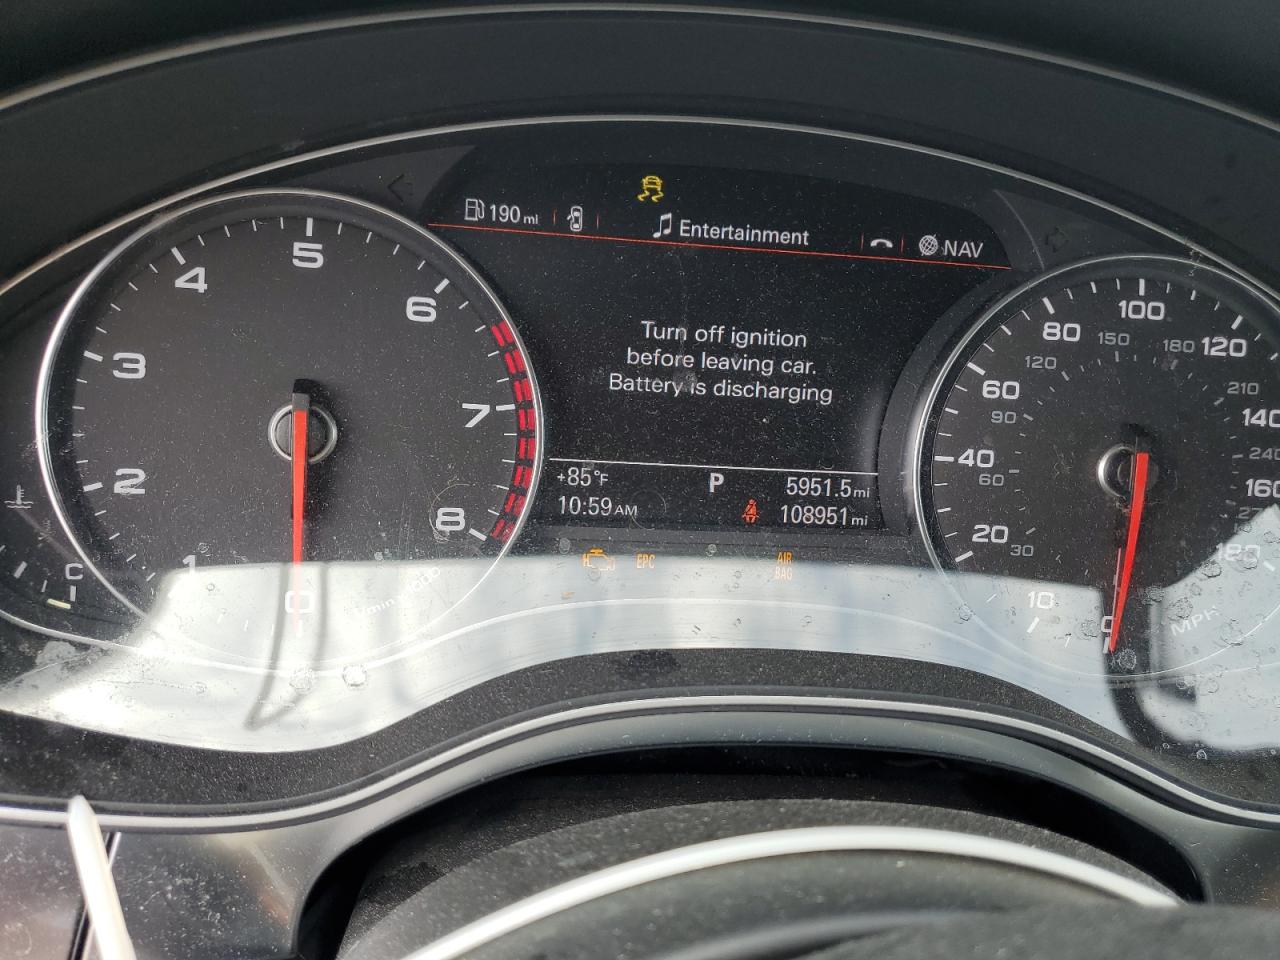 190 mi
Entertainment
NAV
Turn off ignition
before leaving car.
Battery is discharging
+85°F
P
5951.5 mi
10:59 AM
108951 mi
EPC
AIR
BAG
0
1
2
3
4
5
6
7
8
C
0
10
20
40
60
80
100
120
140
160
180
30
60
90
120
150
180
210
240
MPH